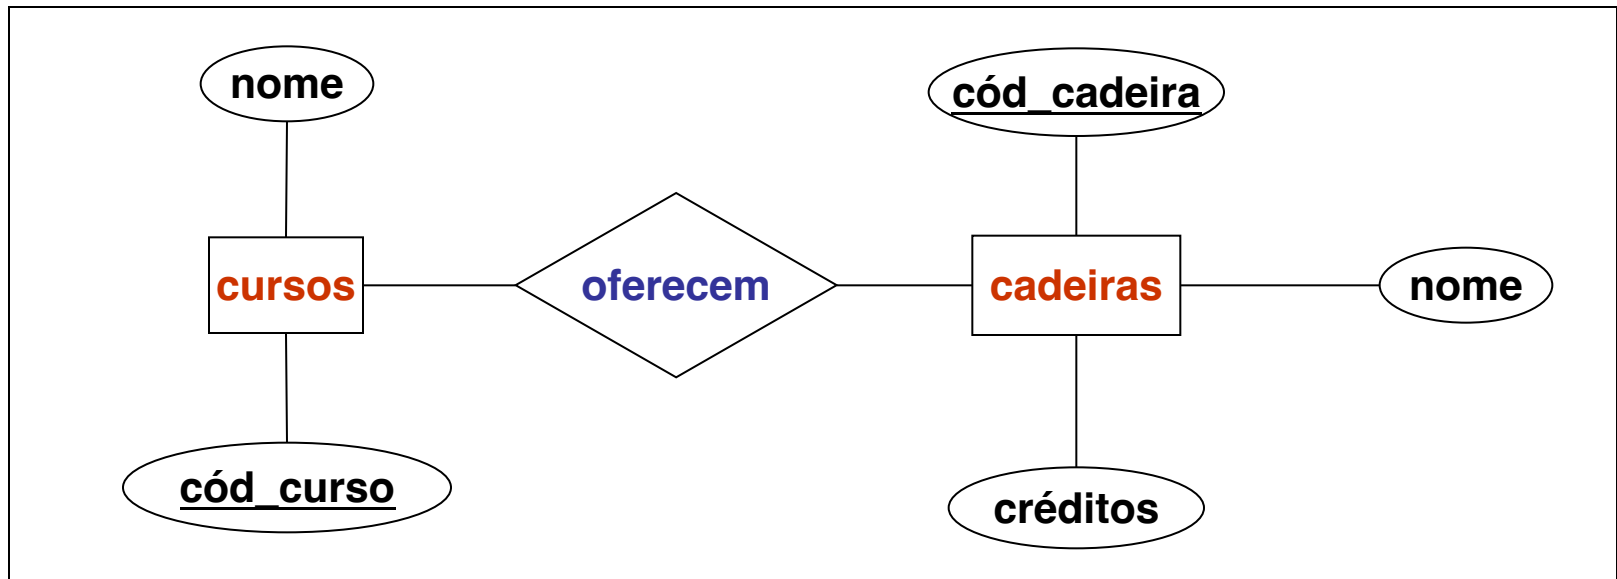 nome
cód_cadeira
cursos
oferecem
cadeiras
nome
cód_curso
créditos